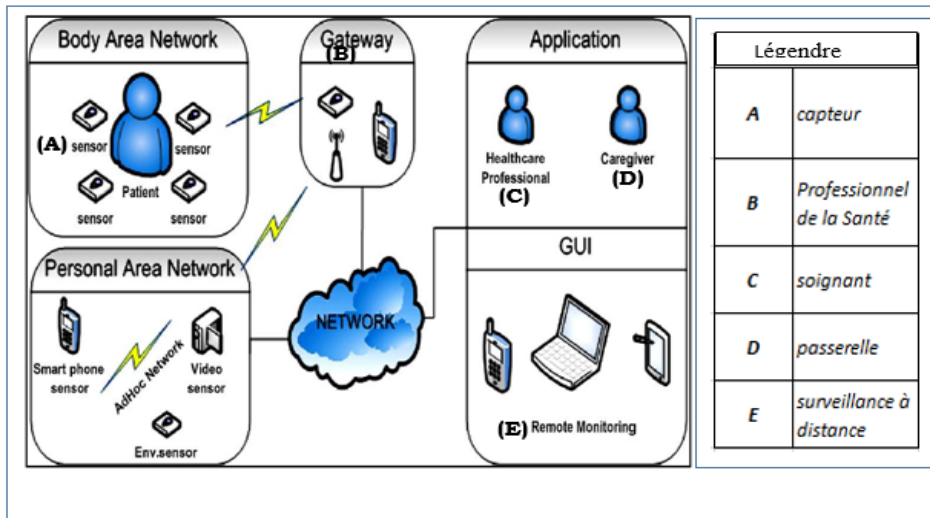 Body Area Network
(A)
sensor
sensor
Patient
sensor
sensor
Gateway
(B)
Application
Healthcare
Professional
(C)
Caregiver
(D)
Personal Area Network
Smart phone
sensor
AdHoc Network
Video
sensor
Env.sensor
NETWORK
GUI
(E) Remote Monitoring
Légendre
A capteur
B Professionnel
de la Santé
C soignant
D passerelle
E surveillance à
distance